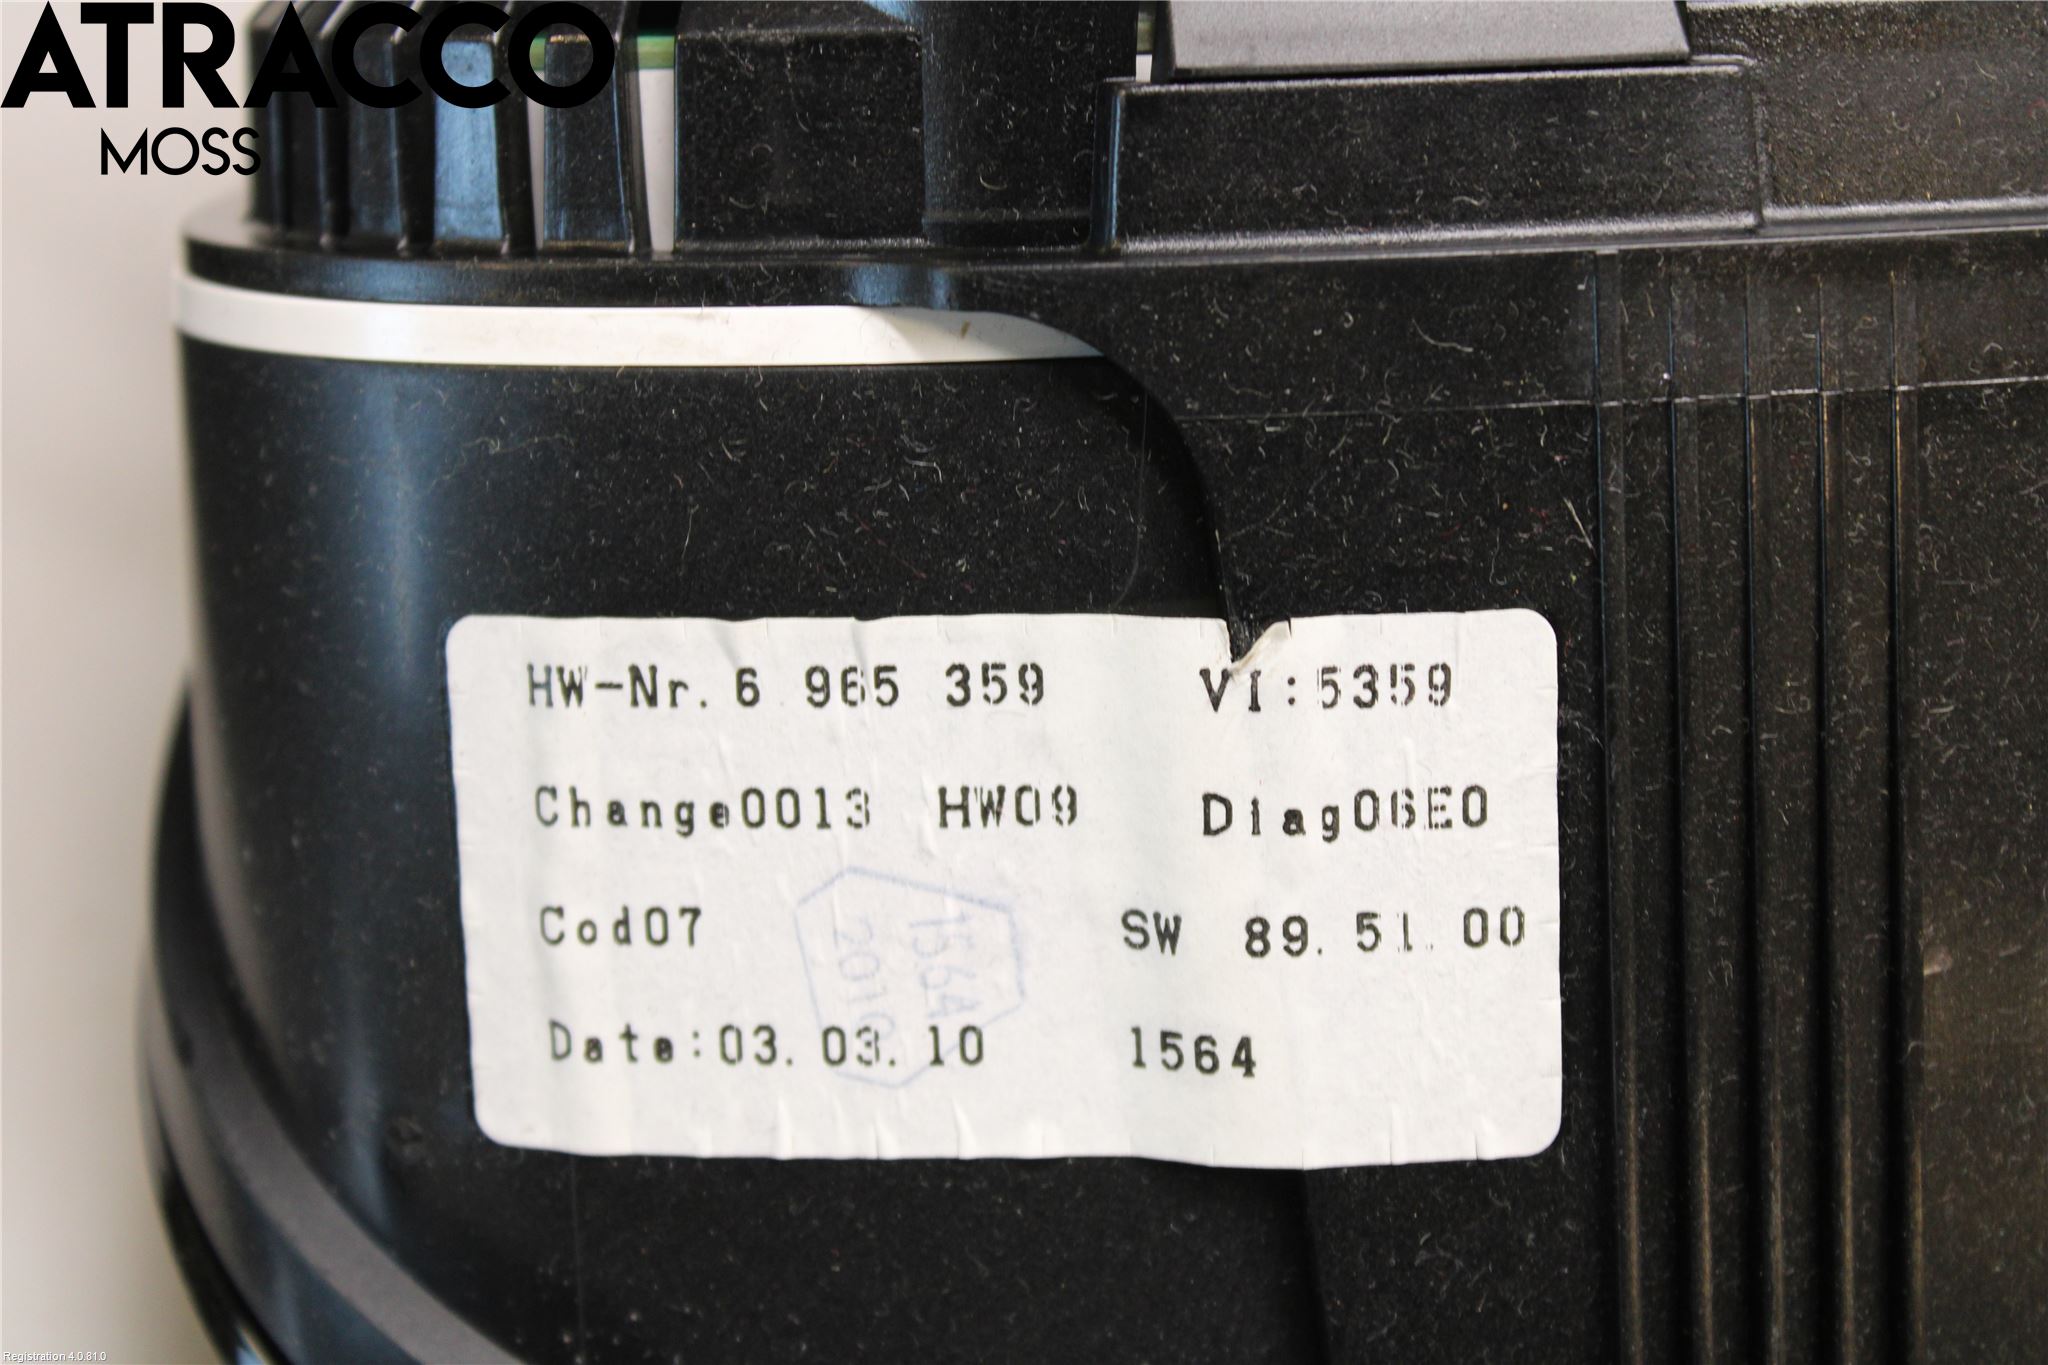 ATRACCO
MOSS
HW-Nr. 6 965 359 VI:5359
Change0013 HW09 Diag06E0
Cod07 SW 89.51.00
1564
2010
Date:03.03.10 1564
Registration 4.0.81.0